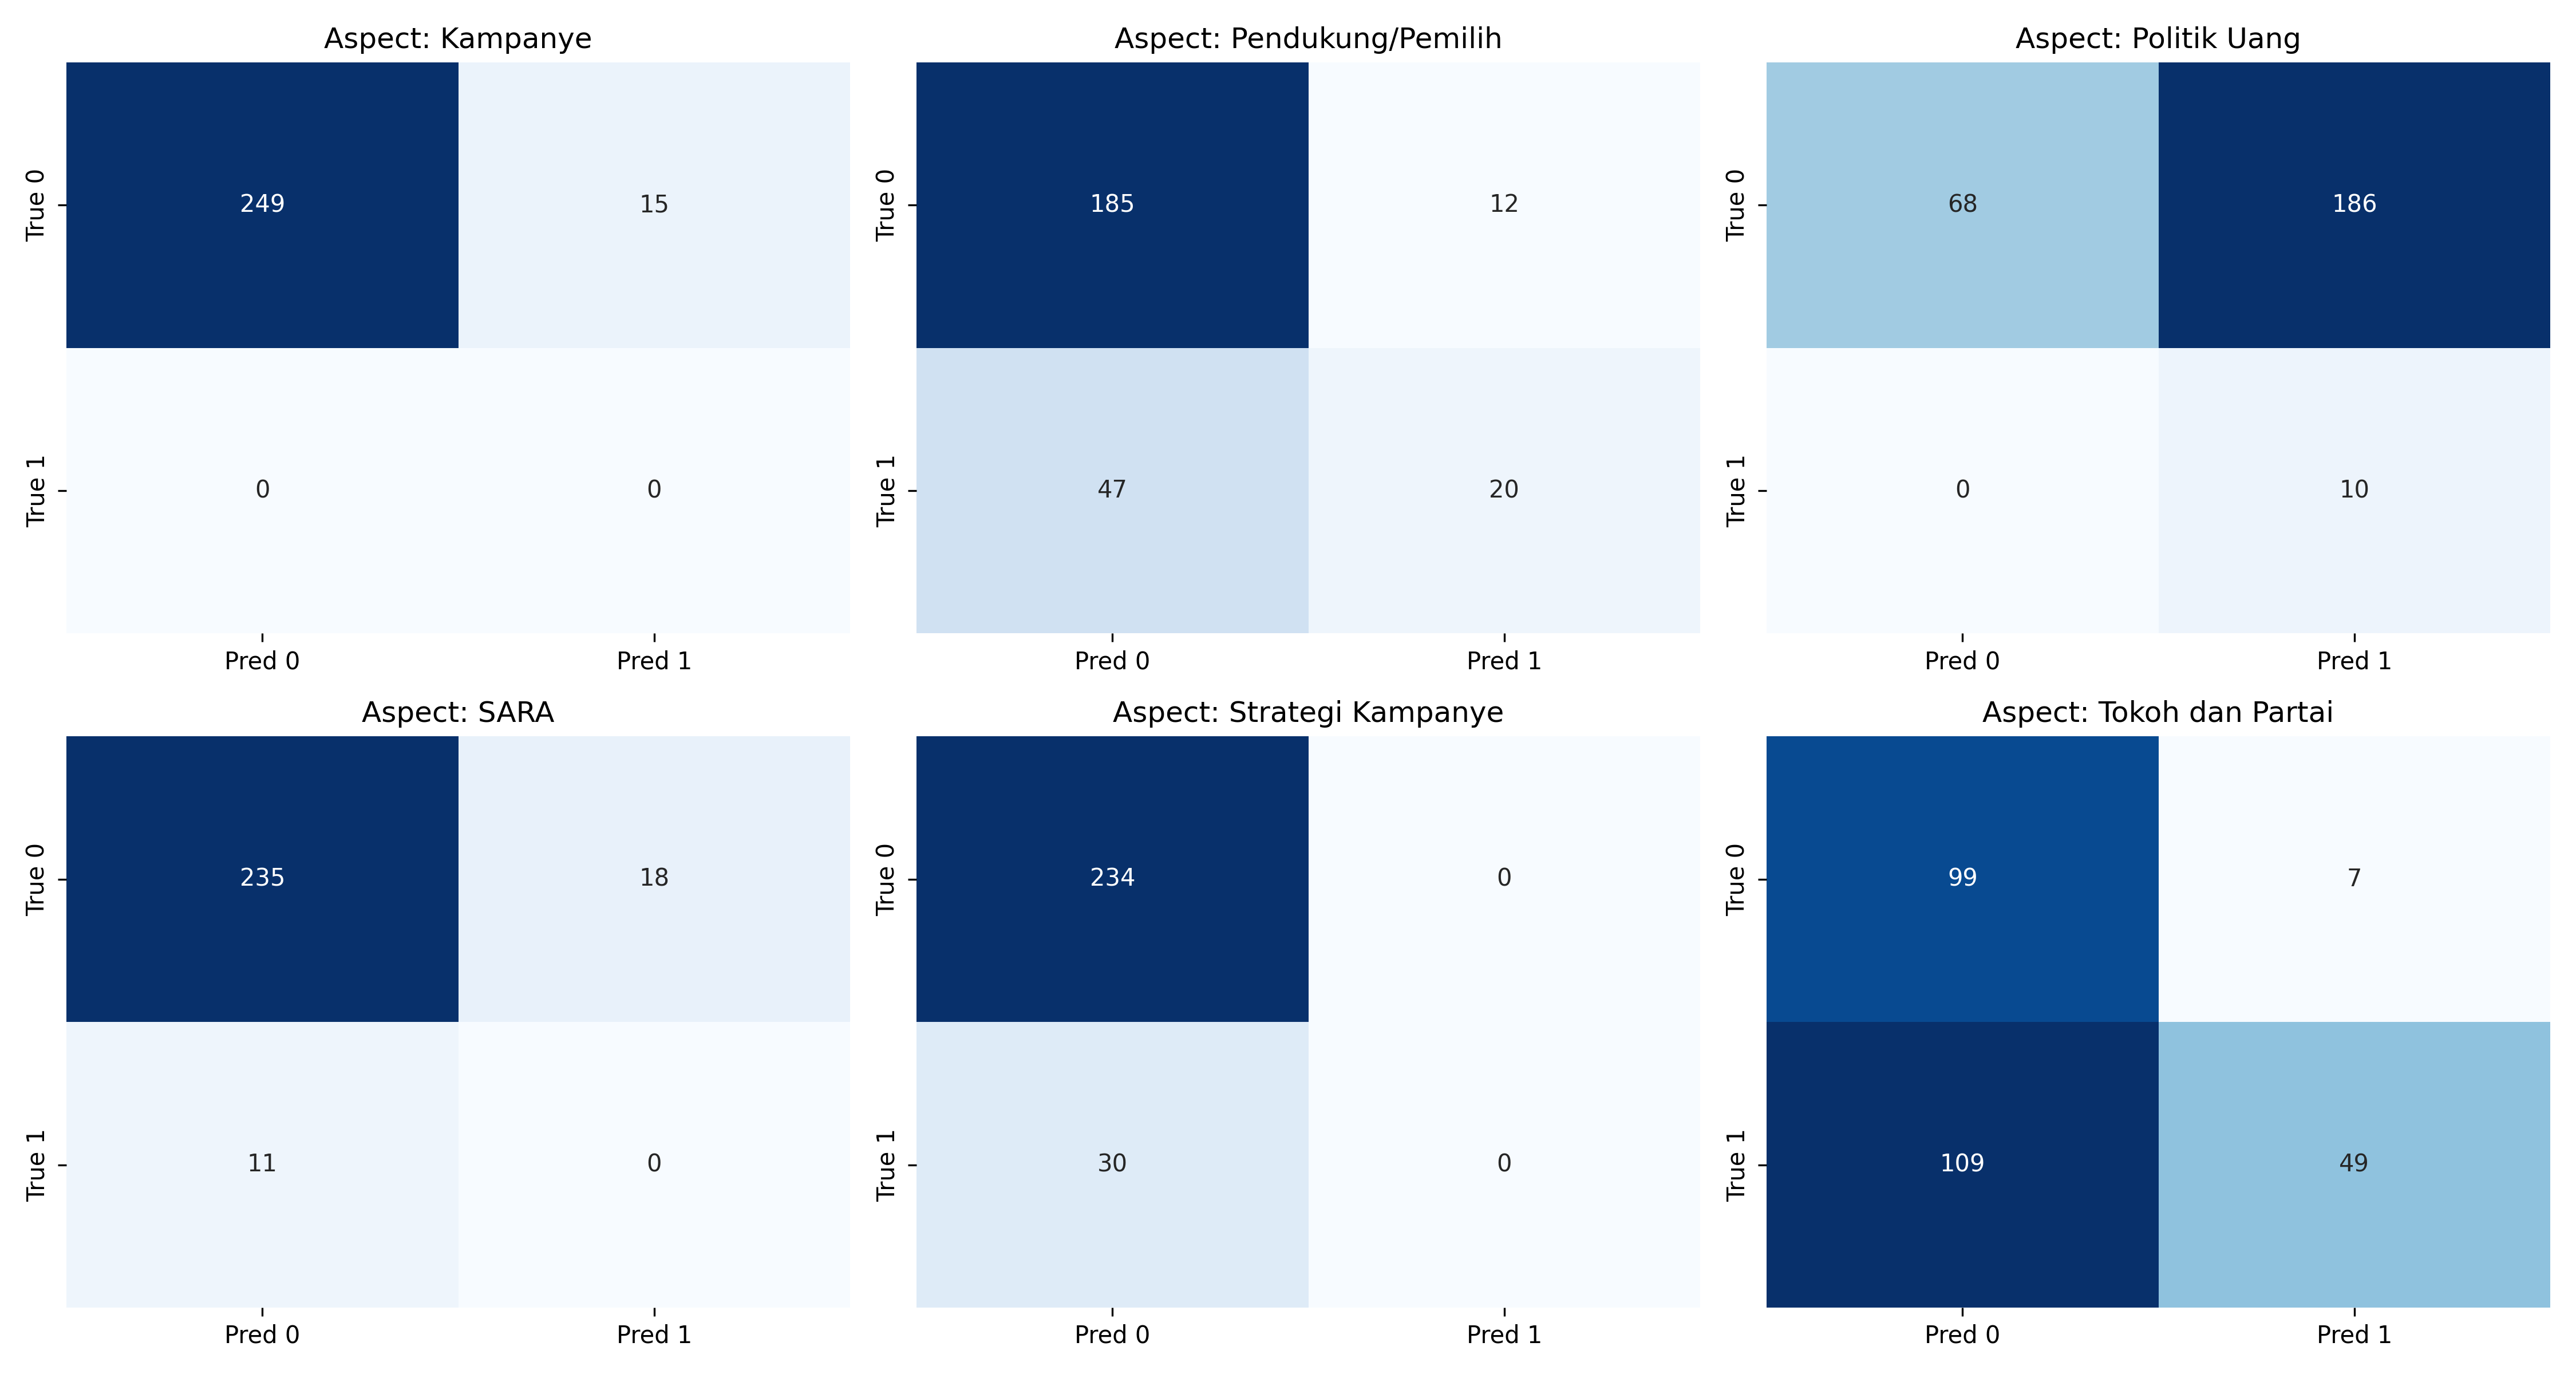 Aspect: Kampanye
True 0
249
15
True 1
0
0
Pred 0
Pred 1
Aspect: Pendukung/Pemilih
True 0
185
12
True 1
47
20
Pred 0
Pred 1
Aspect: Politik Uang
True 0
68
186
True 1
0
10
Pred 0
Pred 1
Aspect: SARA
True 0
235
18
True 1
11
0
Pred 0
Pred 1
Aspect: Strategi Kampanye
True 0
234
0
True 1
30
0
Pred 0
Pred 1
Aspect: Tokoh dan Partai
True 0
99
7
True 1
109
49
Pred 0
Pred 1